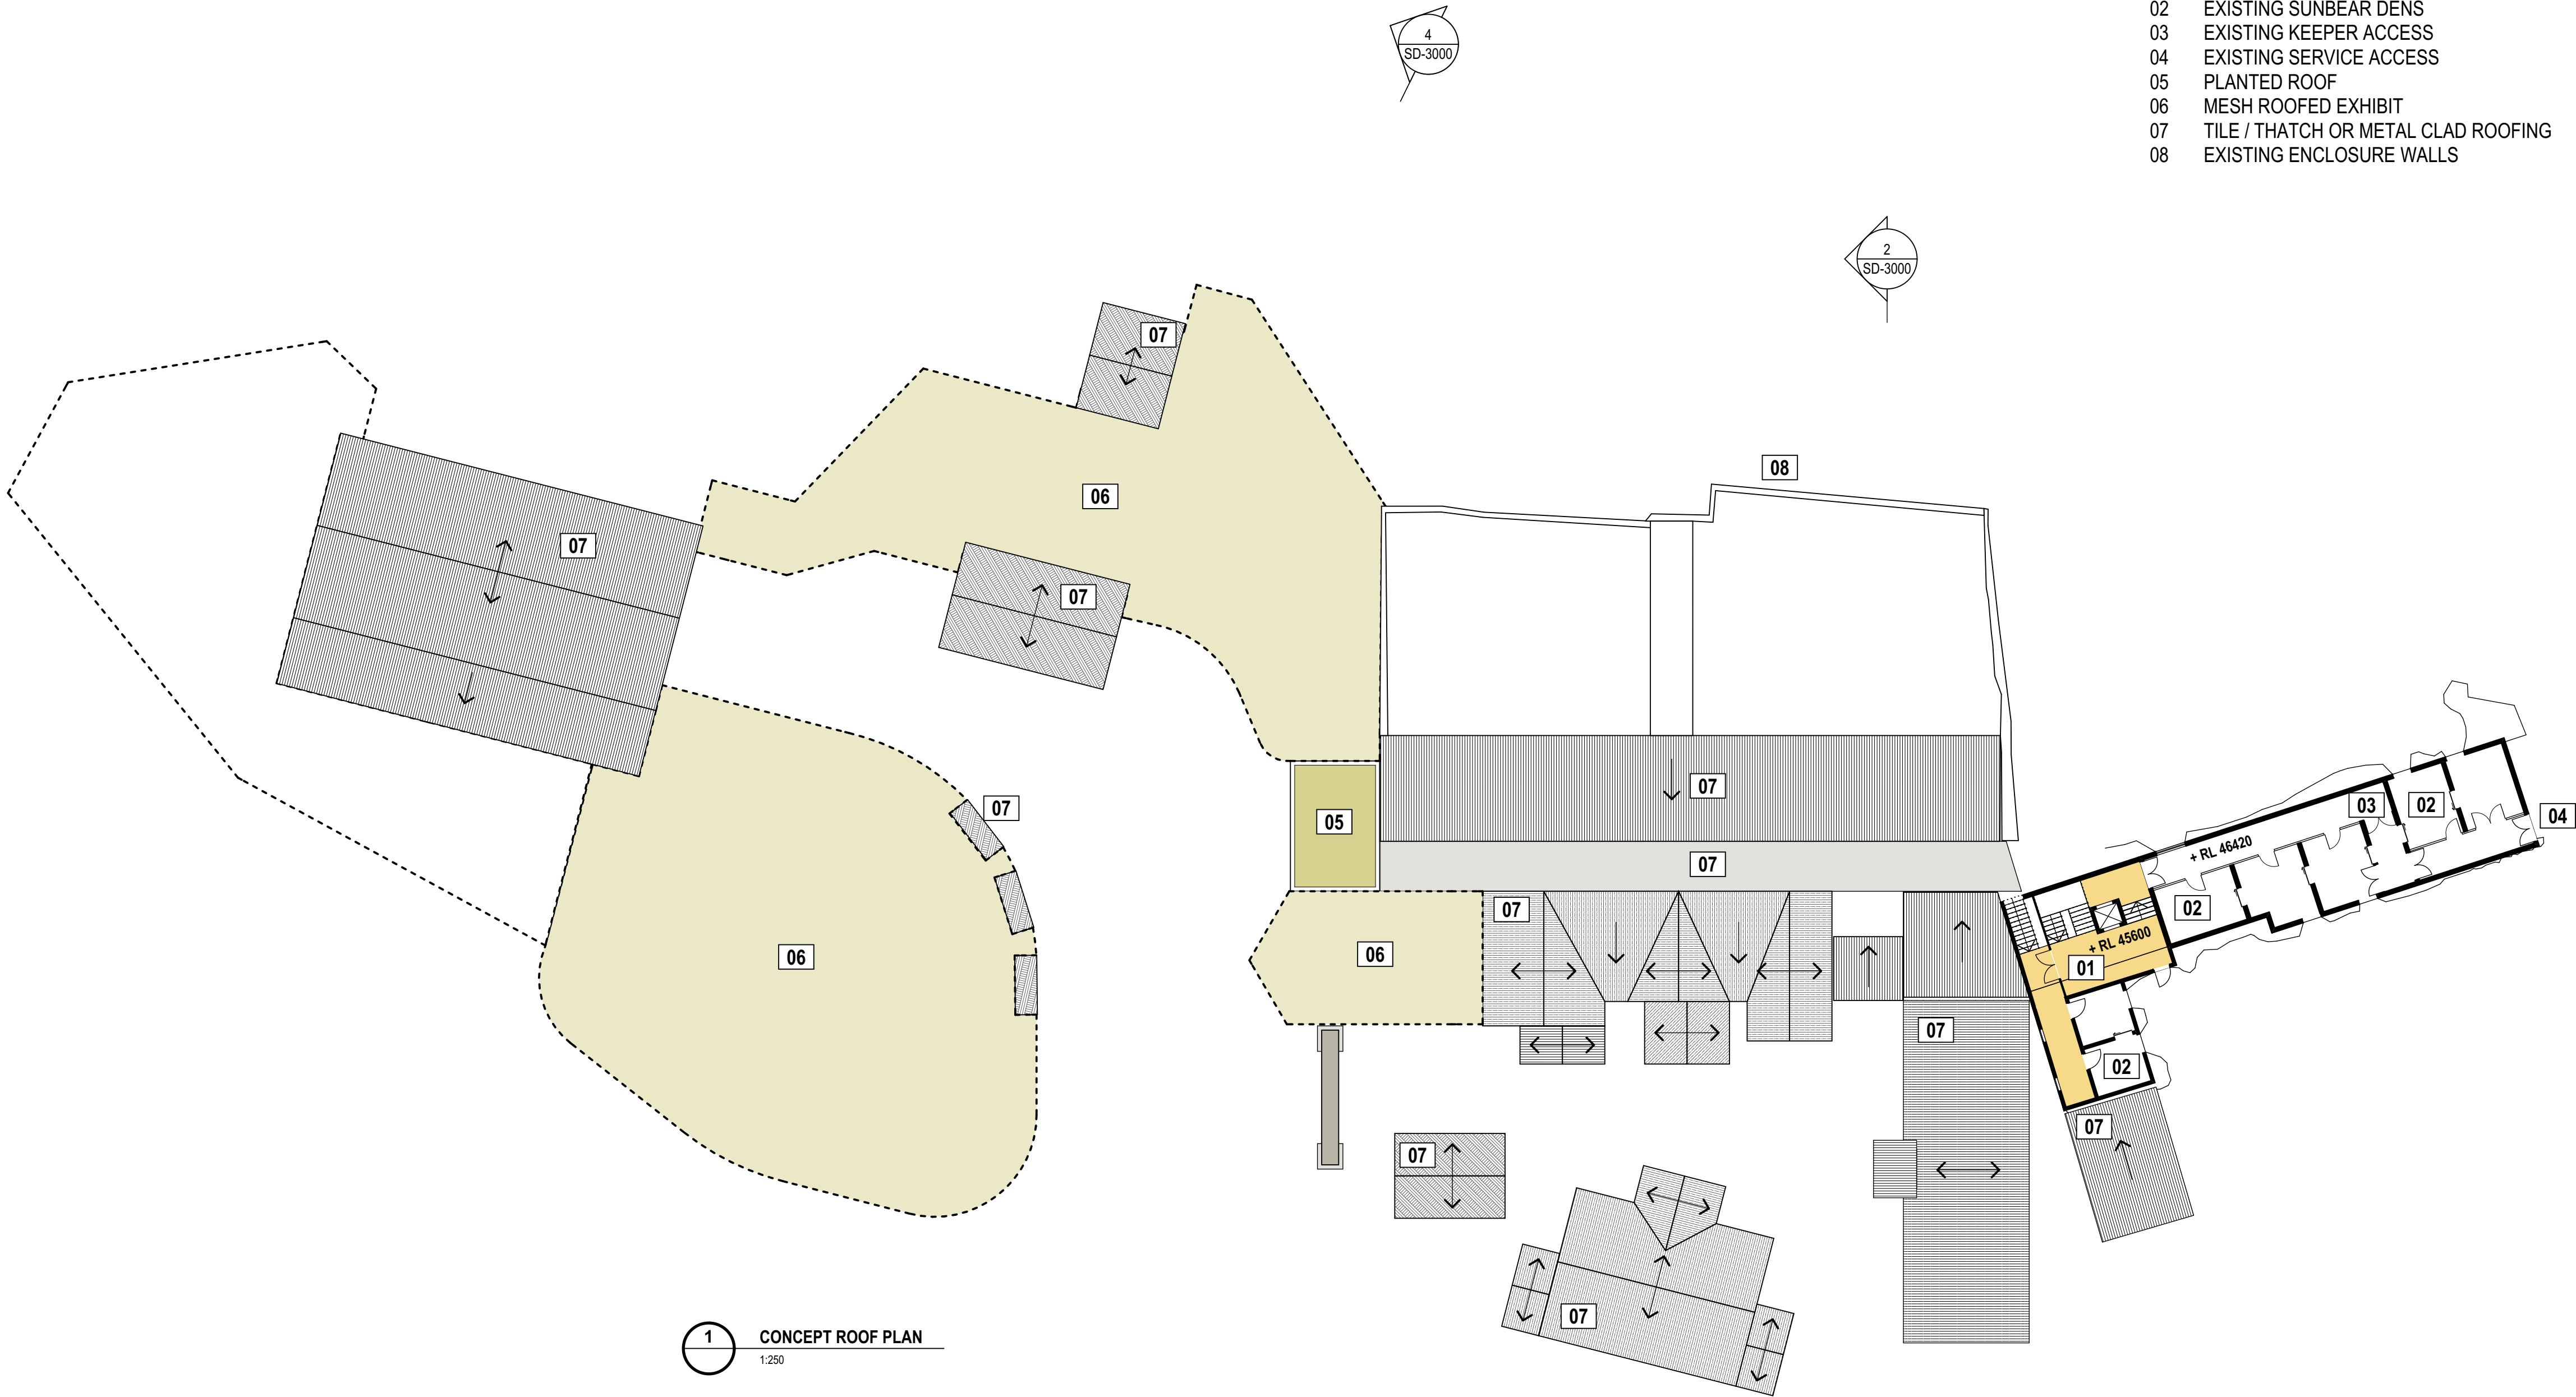 4
SD-3000
02 EXISTING SUNBEAR DENS
03 EXISTING KEEPER ACCESS
04 EXISTING SERVICE ACCESS
05 PLANTED ROOF
06 MESH ROOFED EXHIBIT
07 TILE / THATCH OR METAL CLAD ROOFING
08 EXISTING ENCLOSURE WALLS
2
SD-3000
07
08
06
07
07
07
07
05
03
02
04
+ RL 46420
07
07
02
+ RL 45600
06
06
01
07
02
07
07
07
1
CONCEPT ROOF PLAN
1:250